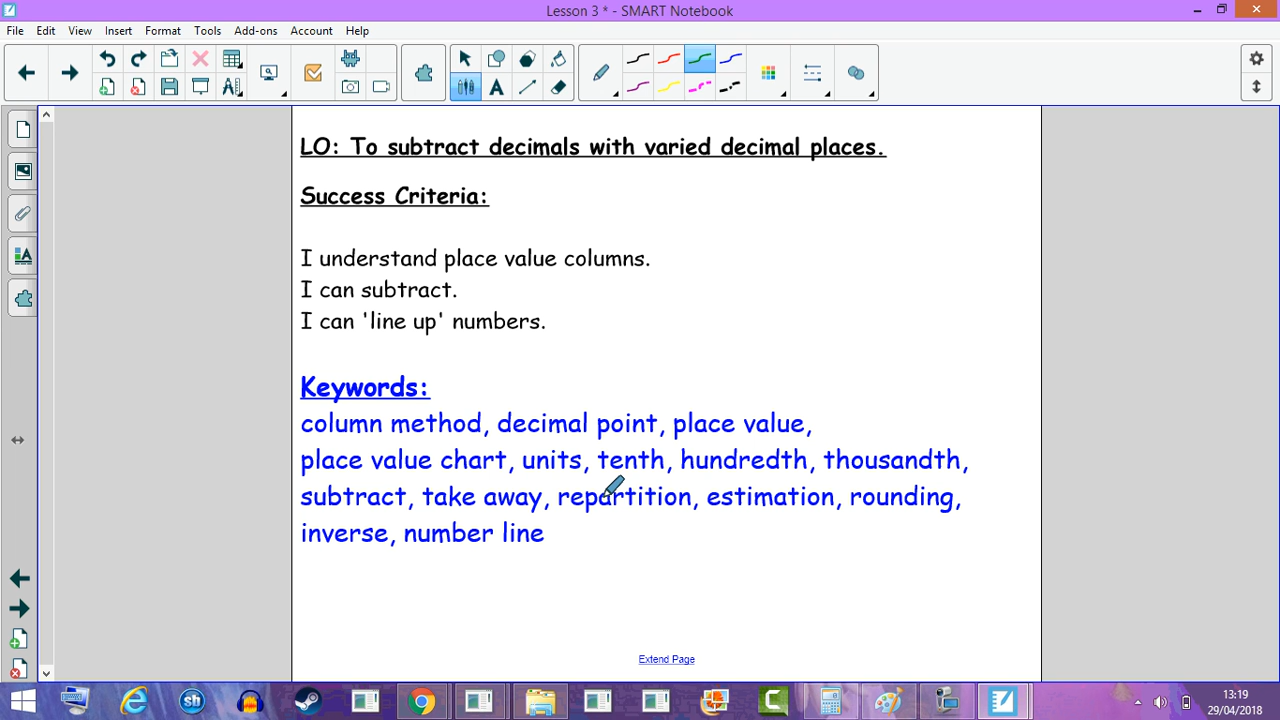 Lesson 3 * - SMART Notebook
File Edit View Insert Format Tools Add-ons Account Help
LO: To subtract decimals with varied decimal places.
Success Criteria:
I understand place value columns.
I can subtract.
I can 'line up' numbers.
Keywords:
column method, decimal point, place value,
place value chart, units, tenth, hundredth, thousandth,
subtract, take away, repartition, estimation, rounding,
inverse, number line
Extend Page
13:19
29/04/2018